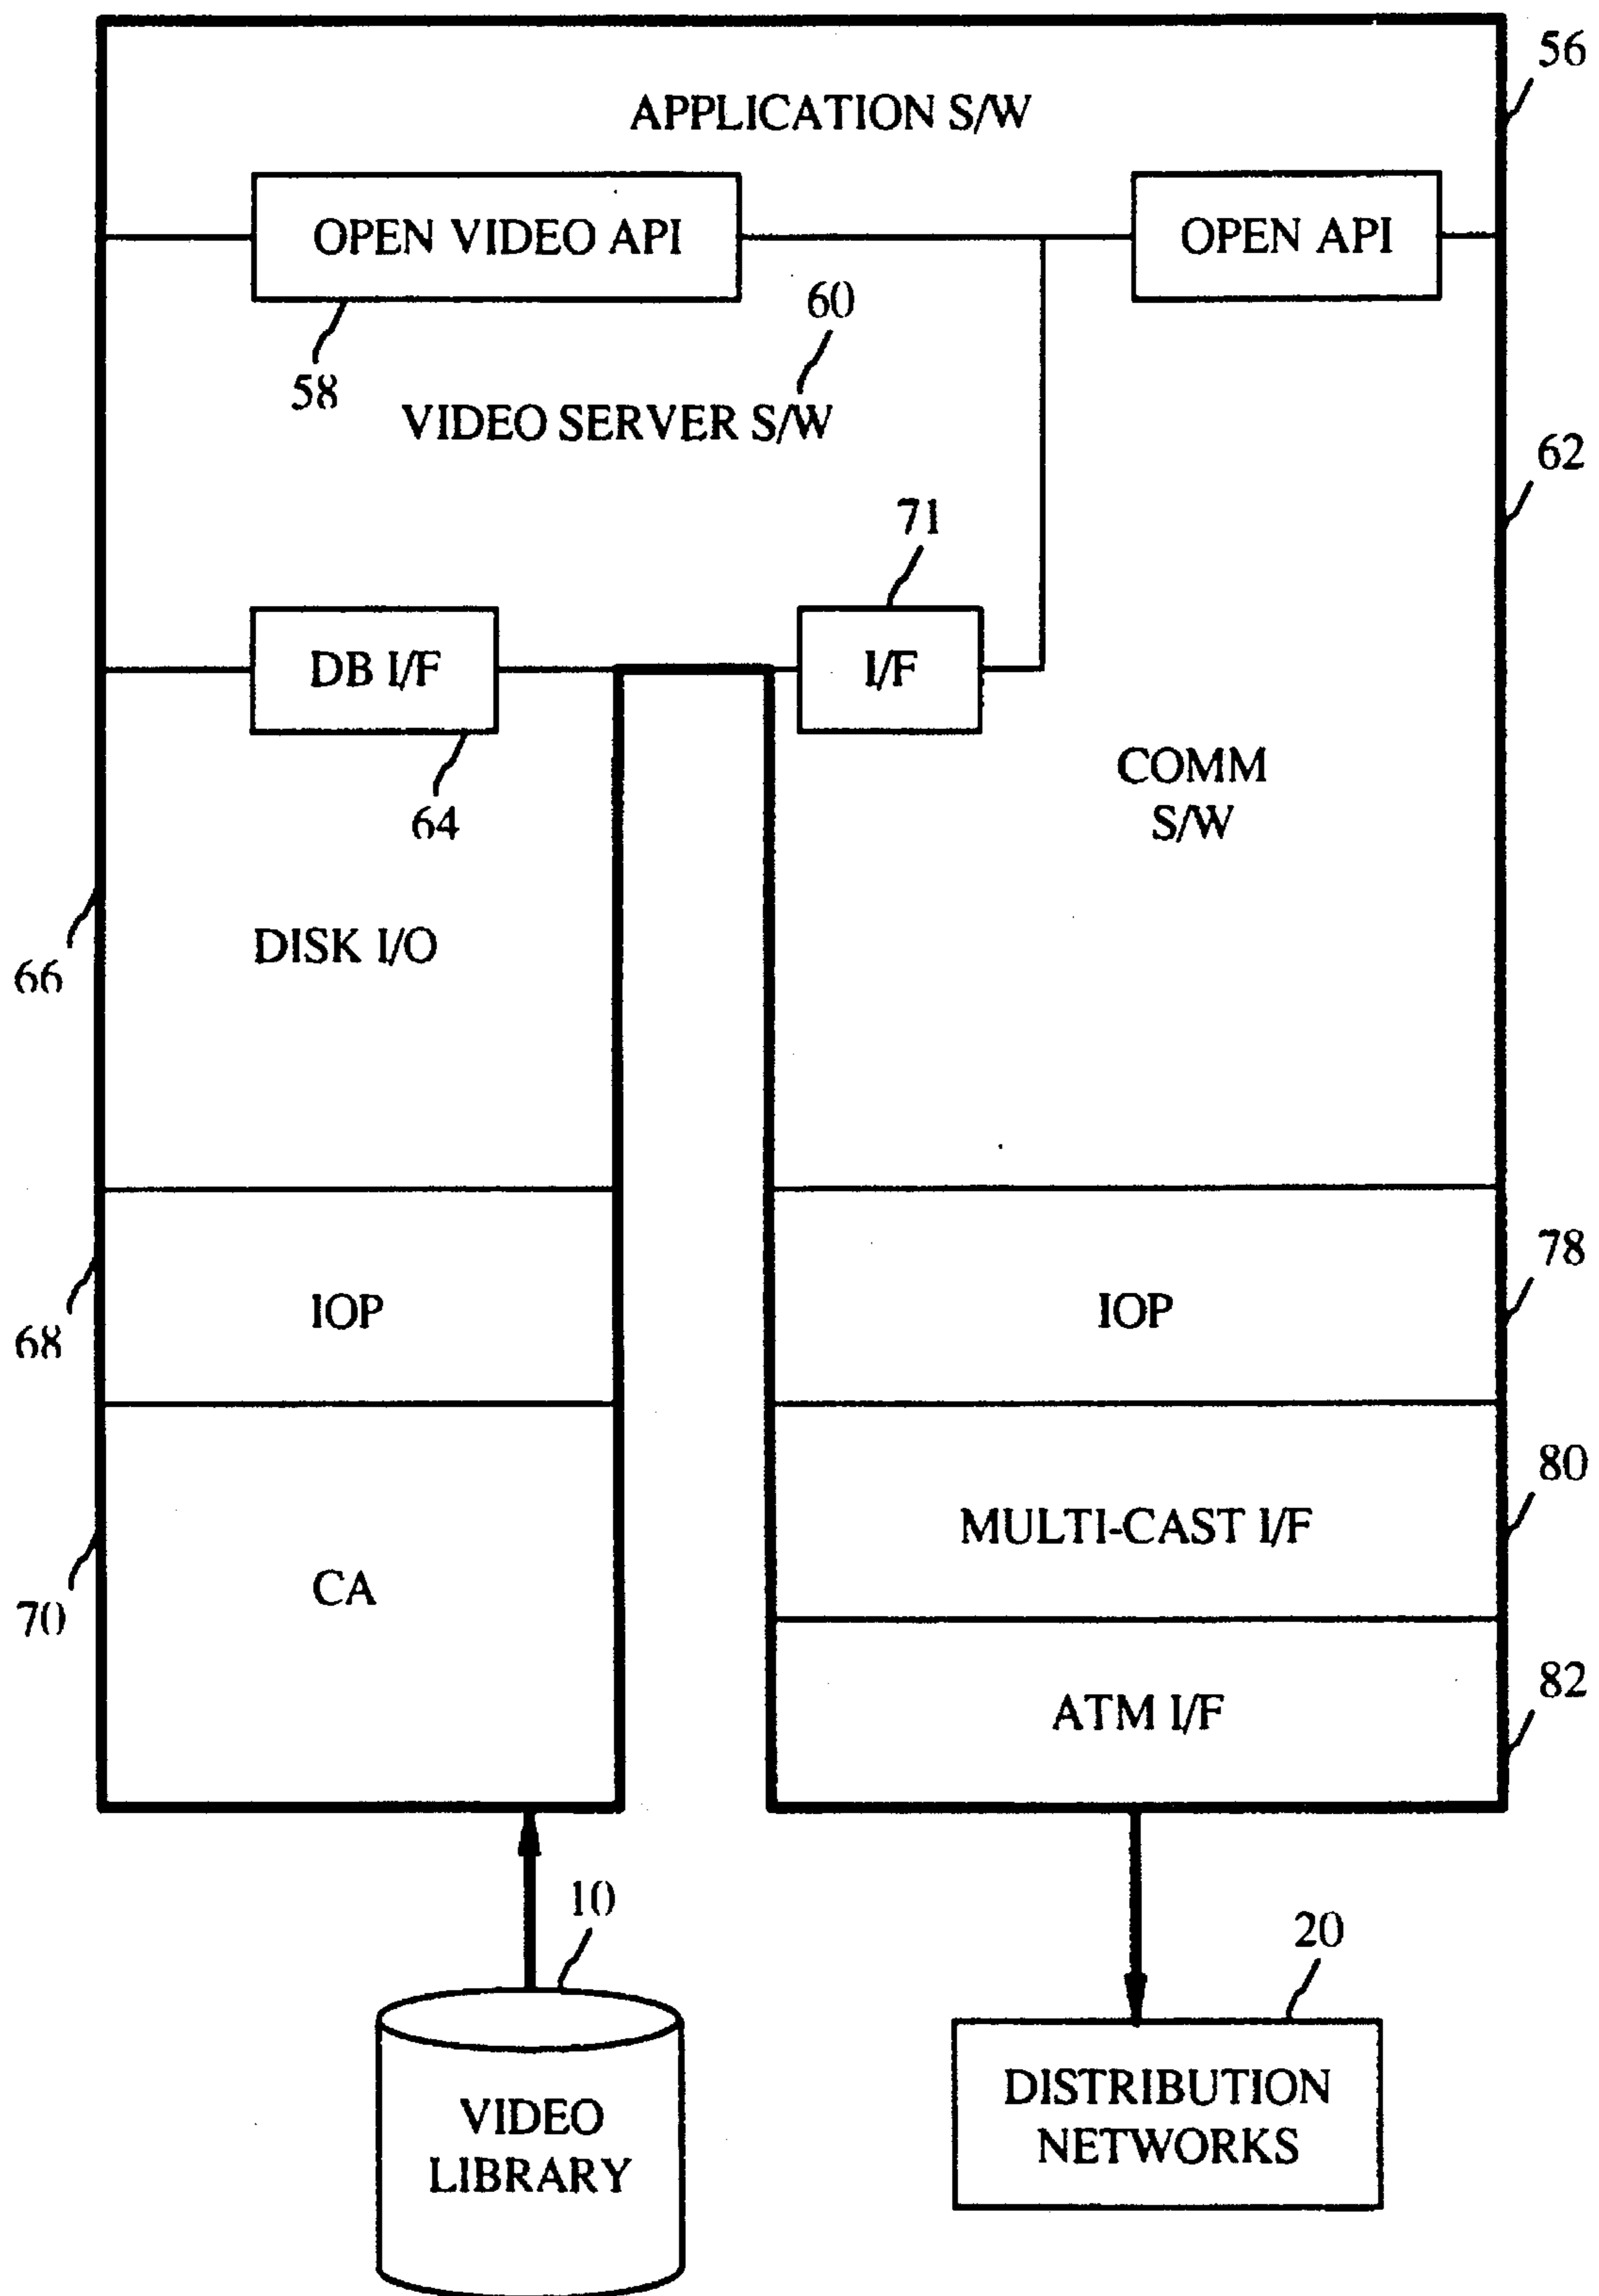 56
APPLICATION S/W
OPEN VIDEO API
OPEN API
58
60
VIDEO SERVER S/W
62
71
DB I/F
I/F
64
COMM
S/W
66
DISK I/O
68
IOP
IOP
78
70
CA
MULTI-CAST I/F
80
ATM I/F
82
10
20
VIDEO
LIBRARY
DISTRIBUTION
NETWORKS